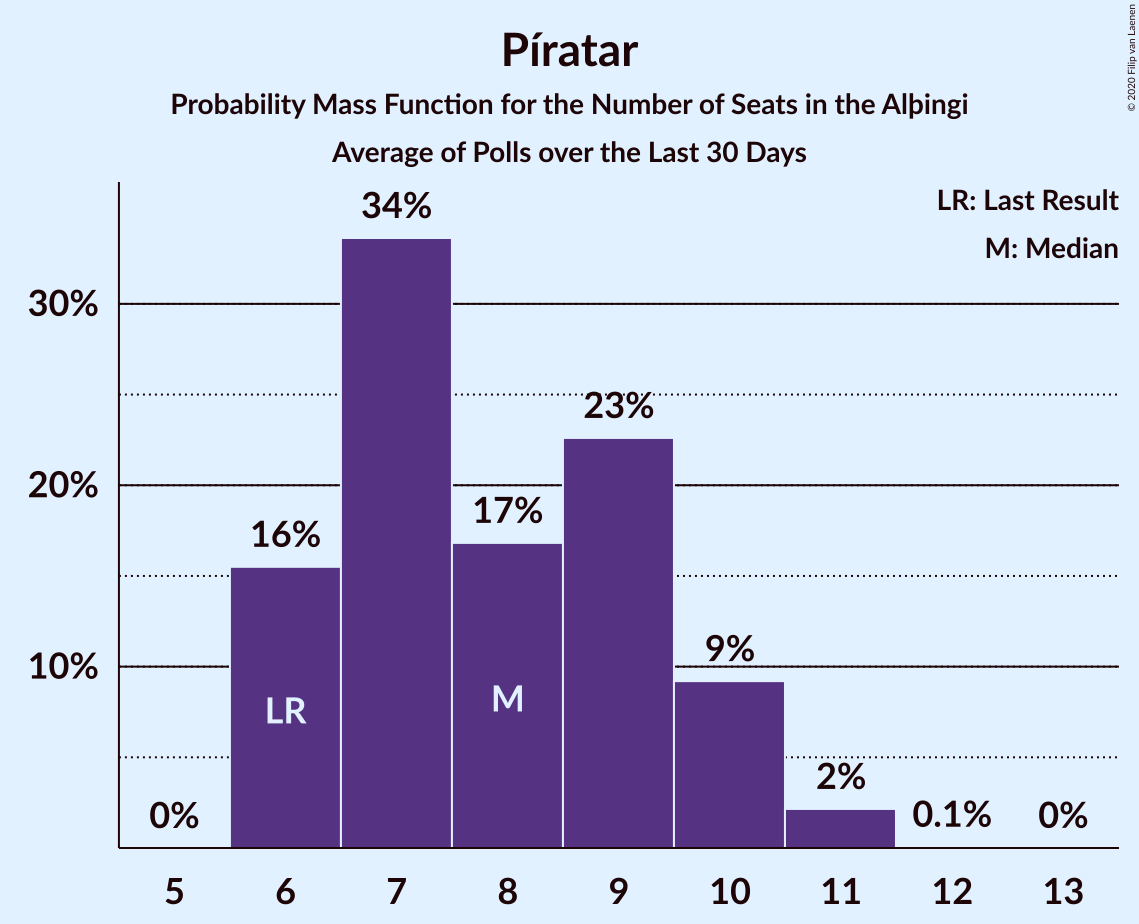 Píratar
Probability Mass Function for the Number of Seats in the Alþingi
Average of Polls over the Last 30 Days
© 2020 Filip van Laenen
LR: Last Result
M: Median
34%
30%
23%
20%
17%
16%
10%
9%
LR
M
2%
0%
0.1%
0%
5 6 7 8 9 10 11 12 13